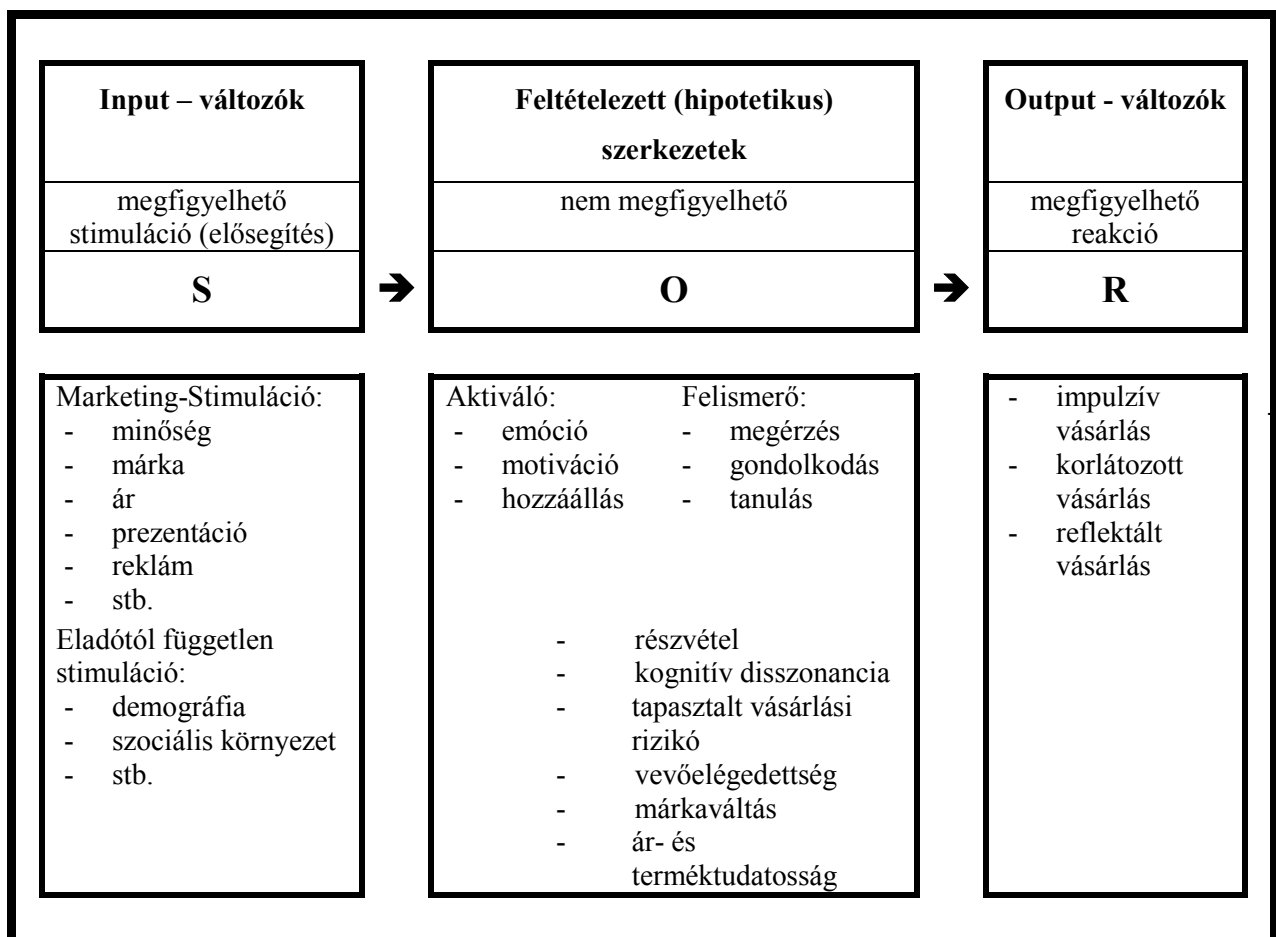 Input – változók
Feltételezett (hipotetikus)
szerkezetek
Output - változók
megfigyelhető
stimuláció (elősegítés)
nem megfigyelhető
megfigyelhető
reakció
S
➔
O
➔
R
Marketing-Stimuláció:
- minőség
- márka
- ár
- prezentáció
- reklám
- stb.
Eladótól független
stimuláció:
- demográfia
- szociális környezet
- stb.
Aktiváló:
- emóció
- motiváció
- hozzáállás
Felismerő:
- megérzés
- gondolkodás
- tanulás
- részvétel
- kognitív disszonancia
- tapasztalt vásárlási
rizikó
- vevőelégedettség
- márkaváltás
- ár- és
terméktudatosság
- impulzív
vásárlás
- korlátozott
vásárlás
- reflektált
vásárlás